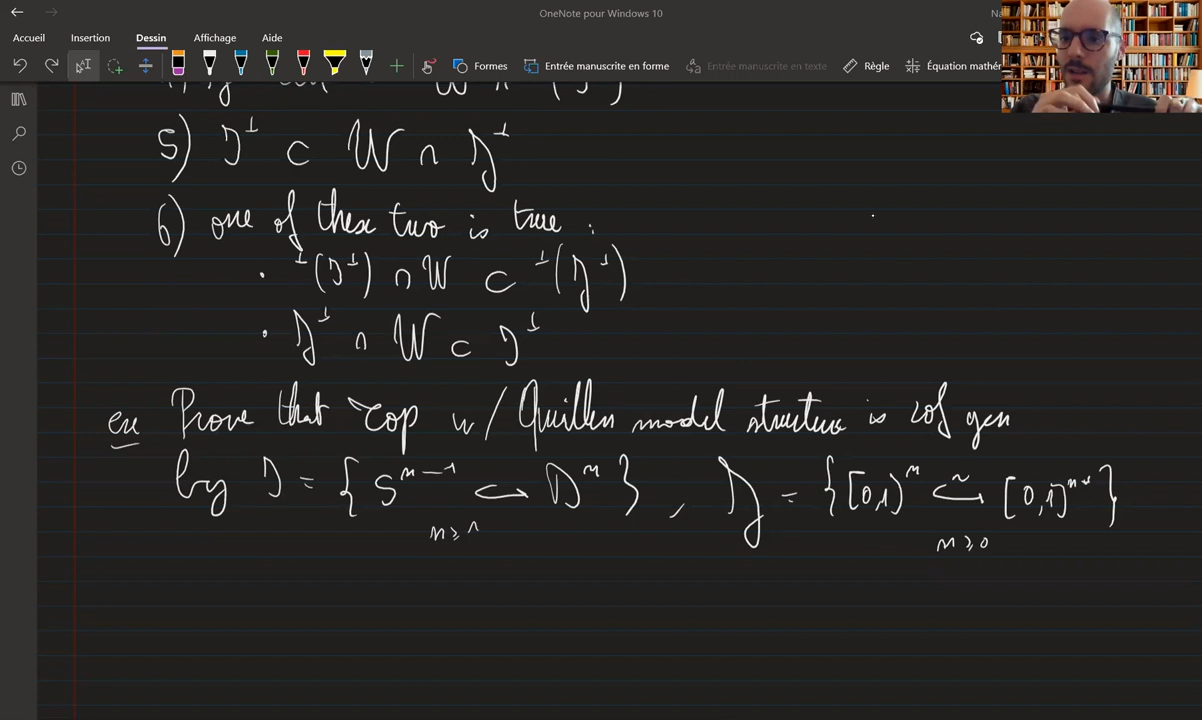 OneNote pour Windows 10
Accueil Insertion Dessin Affichage Aide
Formes Entrée manuscrite en forme Entrée manuscrite en texte Règle Équation mathé
5) I^⊥ ⊂ W ∩ J^⊥
6) one of these two is true :
· ^⊥(I^⊥) ∩ W ⊂ ^⊥(J^⊥)
· J^⊥ ∩ W ⊂ I^⊥
ex Prove that Top w/ Quillen model structure is cof gen
by I = { S^{n-1} ↪ D^n } , J = { [0,1]^n ↪~ [0,1]^{n+1} }
n≥1 n≥0